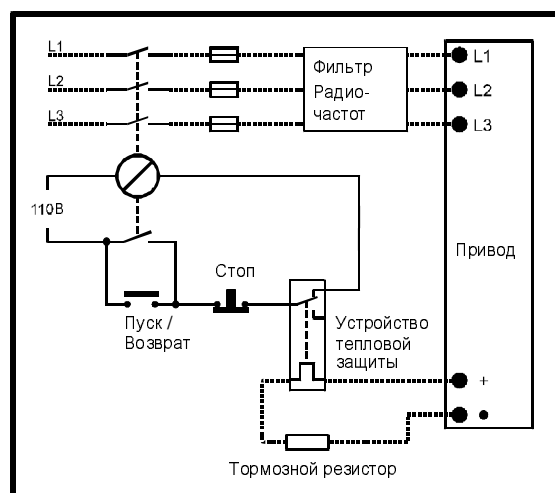 L1
L2
L3
Фильтр
Радио-
частот
L1
L2
L3
110В
Привод
Стоп
Пуск /
Возврат
Устройство
тепловой
защиты
+
Тормозной резистор